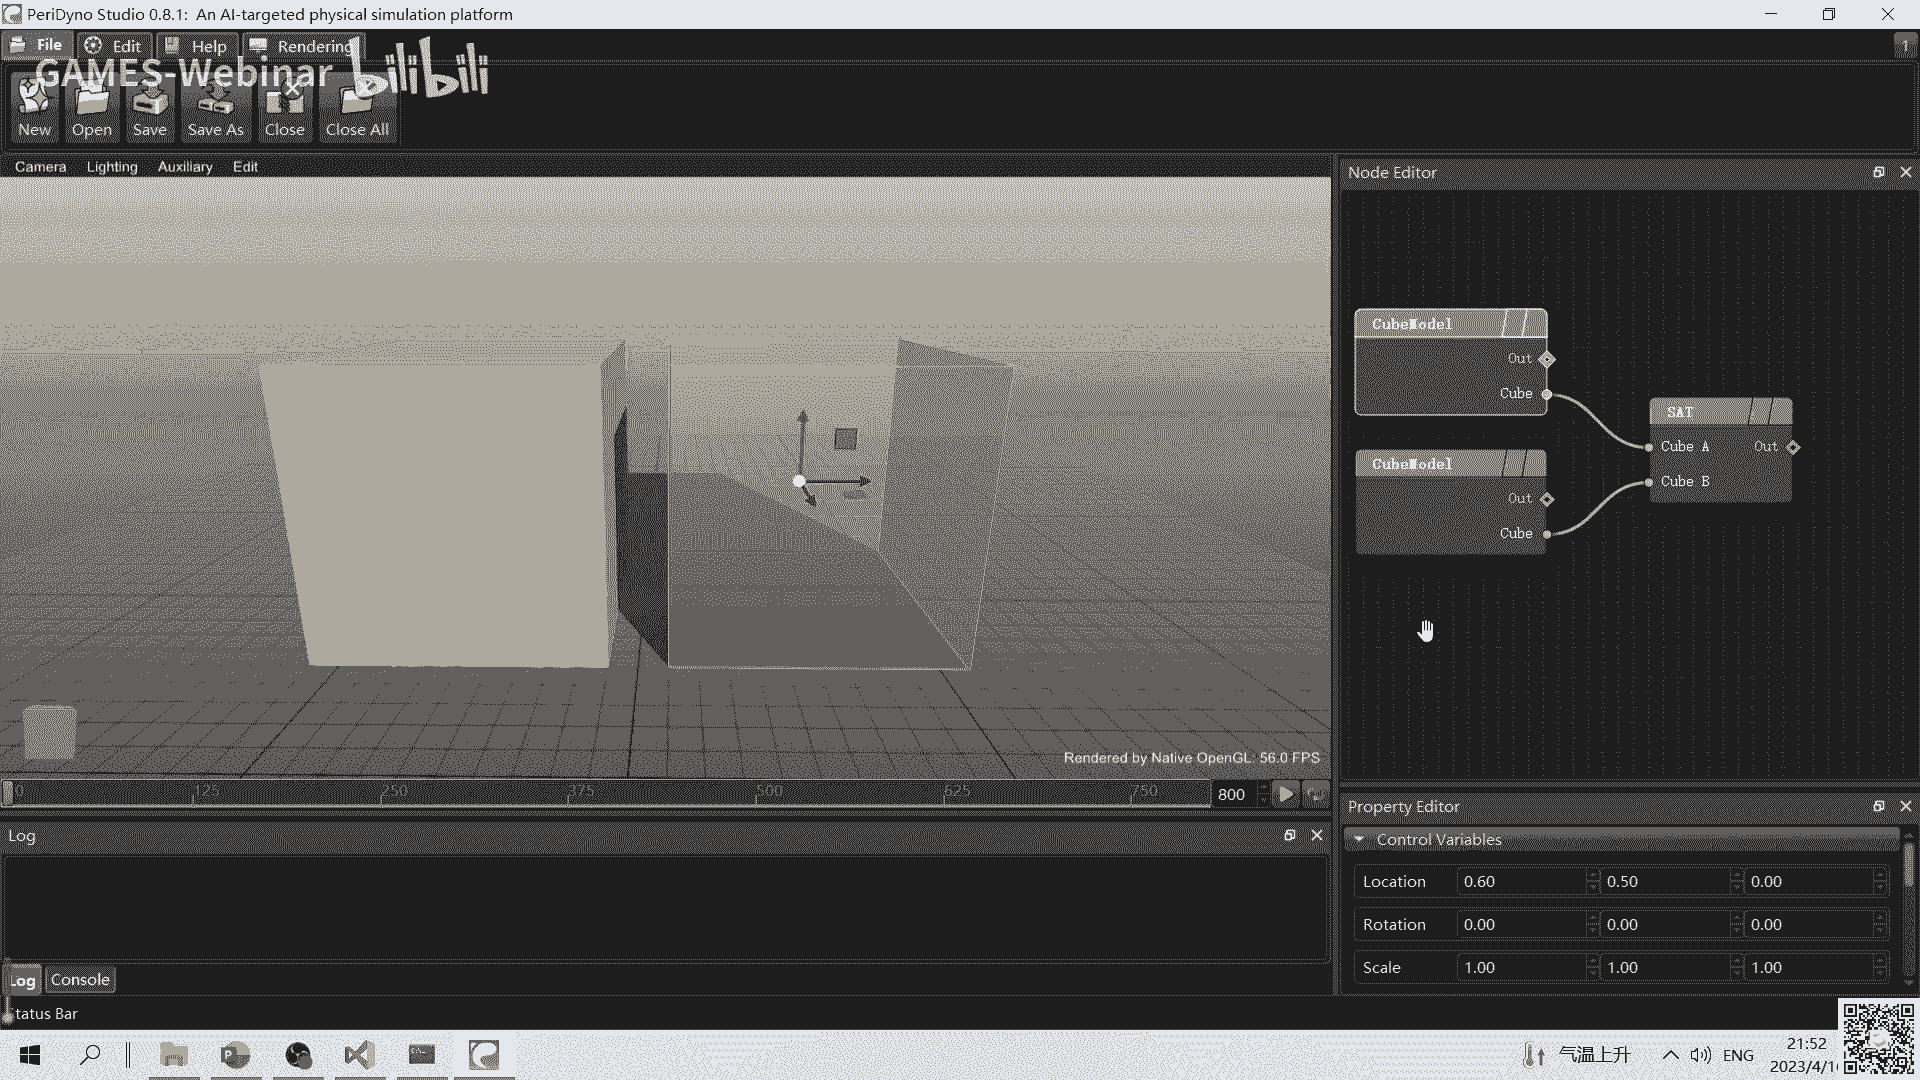 PeriDyno Studio 0.8.1: An AI-targeted physical simulation platform
File Edit Help Rendering 1
GAMES-Webinar bilibili
New Open Save Save As Close Close All
Camera Lighting Auxiliary Edit
Node Editor
CubeModel
Out
Cube
CubeModel
Out
Cube
SAT
Cube A Out
Cube B
Rendered by Native OpenGL: 56.0 FPS
0 125 250 375 500 625 750 800
Log
Log Console
Status Bar
Property Editor
Control Variables
Location 0.60 0.50 0.00
Rotation 0.00 0.00 0.00
Scale 1.00 1.00 1.00
气温上升 ENG
21:52